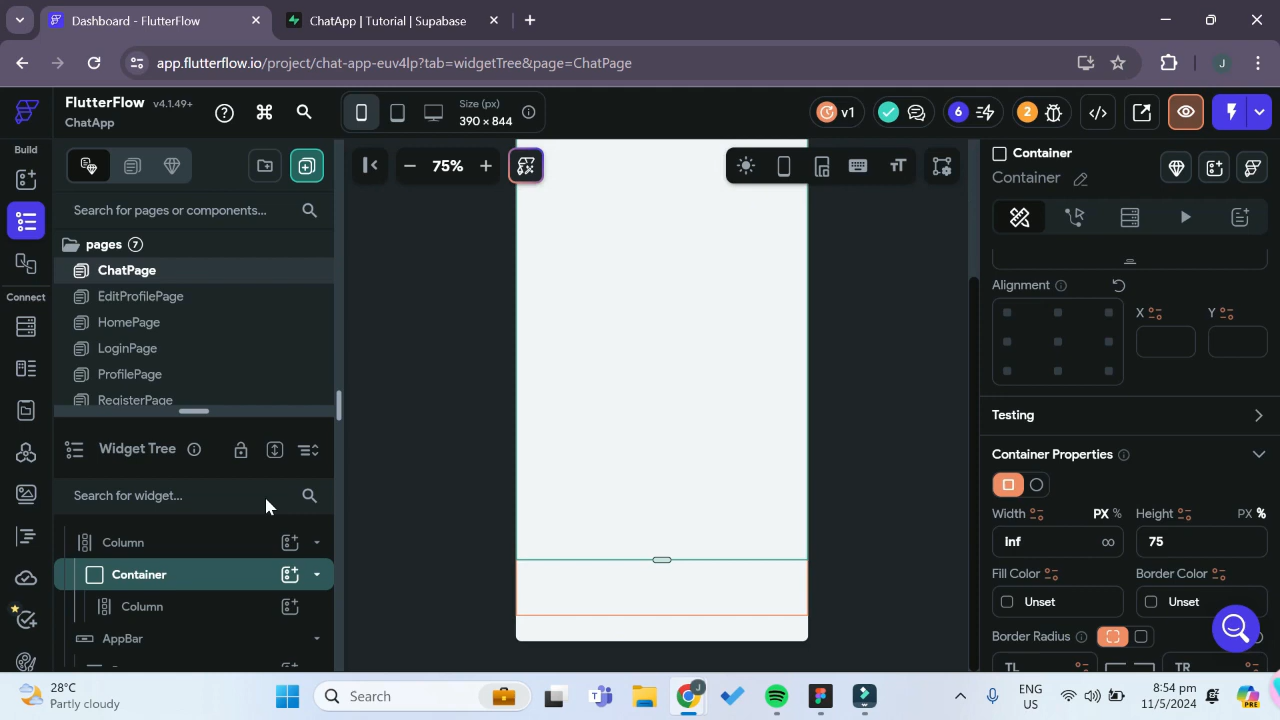 Dashboard - FlutterFlow
ChatApp | Tutorial | Supabase
app.flutterflow.io/project/chat-app-euv4lp?tab=widgetTree&page=ChatPage
J
FlutterFlow v4.1.49+
ChatApp
Size (px)
390 × 844
v1
6
2
Build
75%
Container
Container
Search for pages or components...
pages 7
ChatPage
EditProfilePage
HomePage
LoginPage
ProfilePage
RegisterPage
Connect
Alignment
X
Y
Testing
Widget Tree
Search for widget...
Column
Container
Column
AppBar
Container Properties
Width PX %
Height PX %
Inf ∞
75
Fill Color
Border Color
Unset
Unset
Border Radius
TL
TR
28°C
Partly cloudy
Search
J
ENG
US
8:54 pm
11/5/2024
PRE